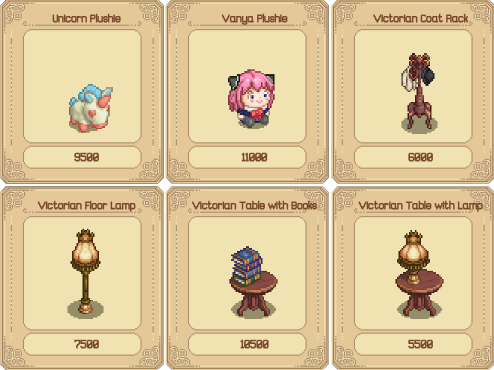 Unicorn Plushie
Vanya Plushie
Victorian Coat Rack
9500
11000
6000
Victorian Floor Lamp
Victorian Table with Books
Victorian Table with Lamp
7500
10500
5500